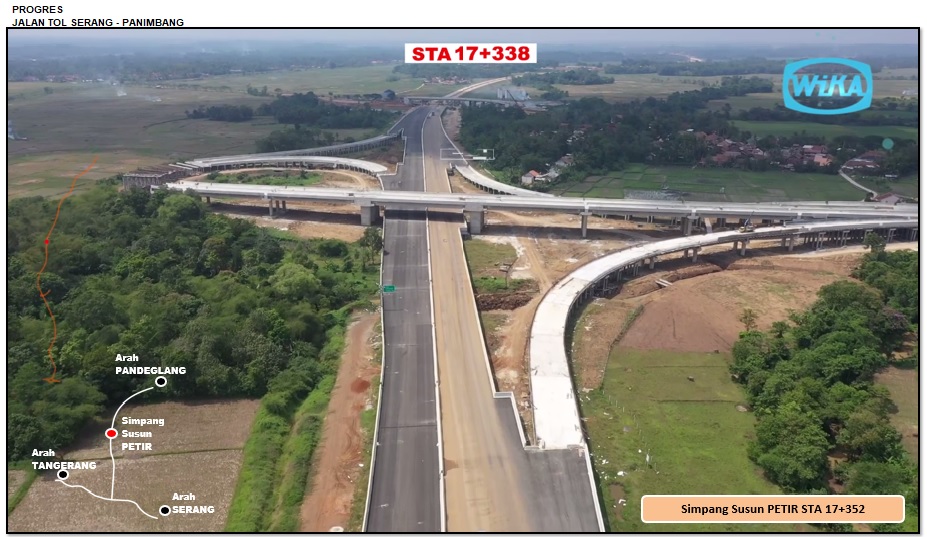 PROGRES
JALAN TOL SERANG - PANIMBANG
STA 17+338
WIKA
Arah
PANDEGLANG
Simpang
Susun
PETIR
Arah
TANGERANG
Arah
SERANG
Simpang Susun PETIR STA 17+352